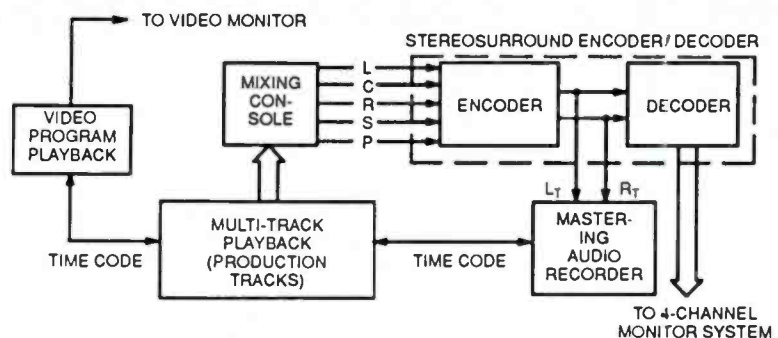 TO VIDEO MONITOR
STEREOSURROUND ENCODER/DECODER
VIDEO
PROGRAM
PLAYBACK
MIXING
CON-
SOLE
L
C
R
S
P
ENCODER
DECODER
LT
RT
MULTI-TRACK
PLAYBACK
(PRODUCTION
TRACKS)
TIME CODE
TIME CODE
MASTER-
ING
AUDIO
RECORDER
TO 4-CHANNEL
MONITOR SYSTEM